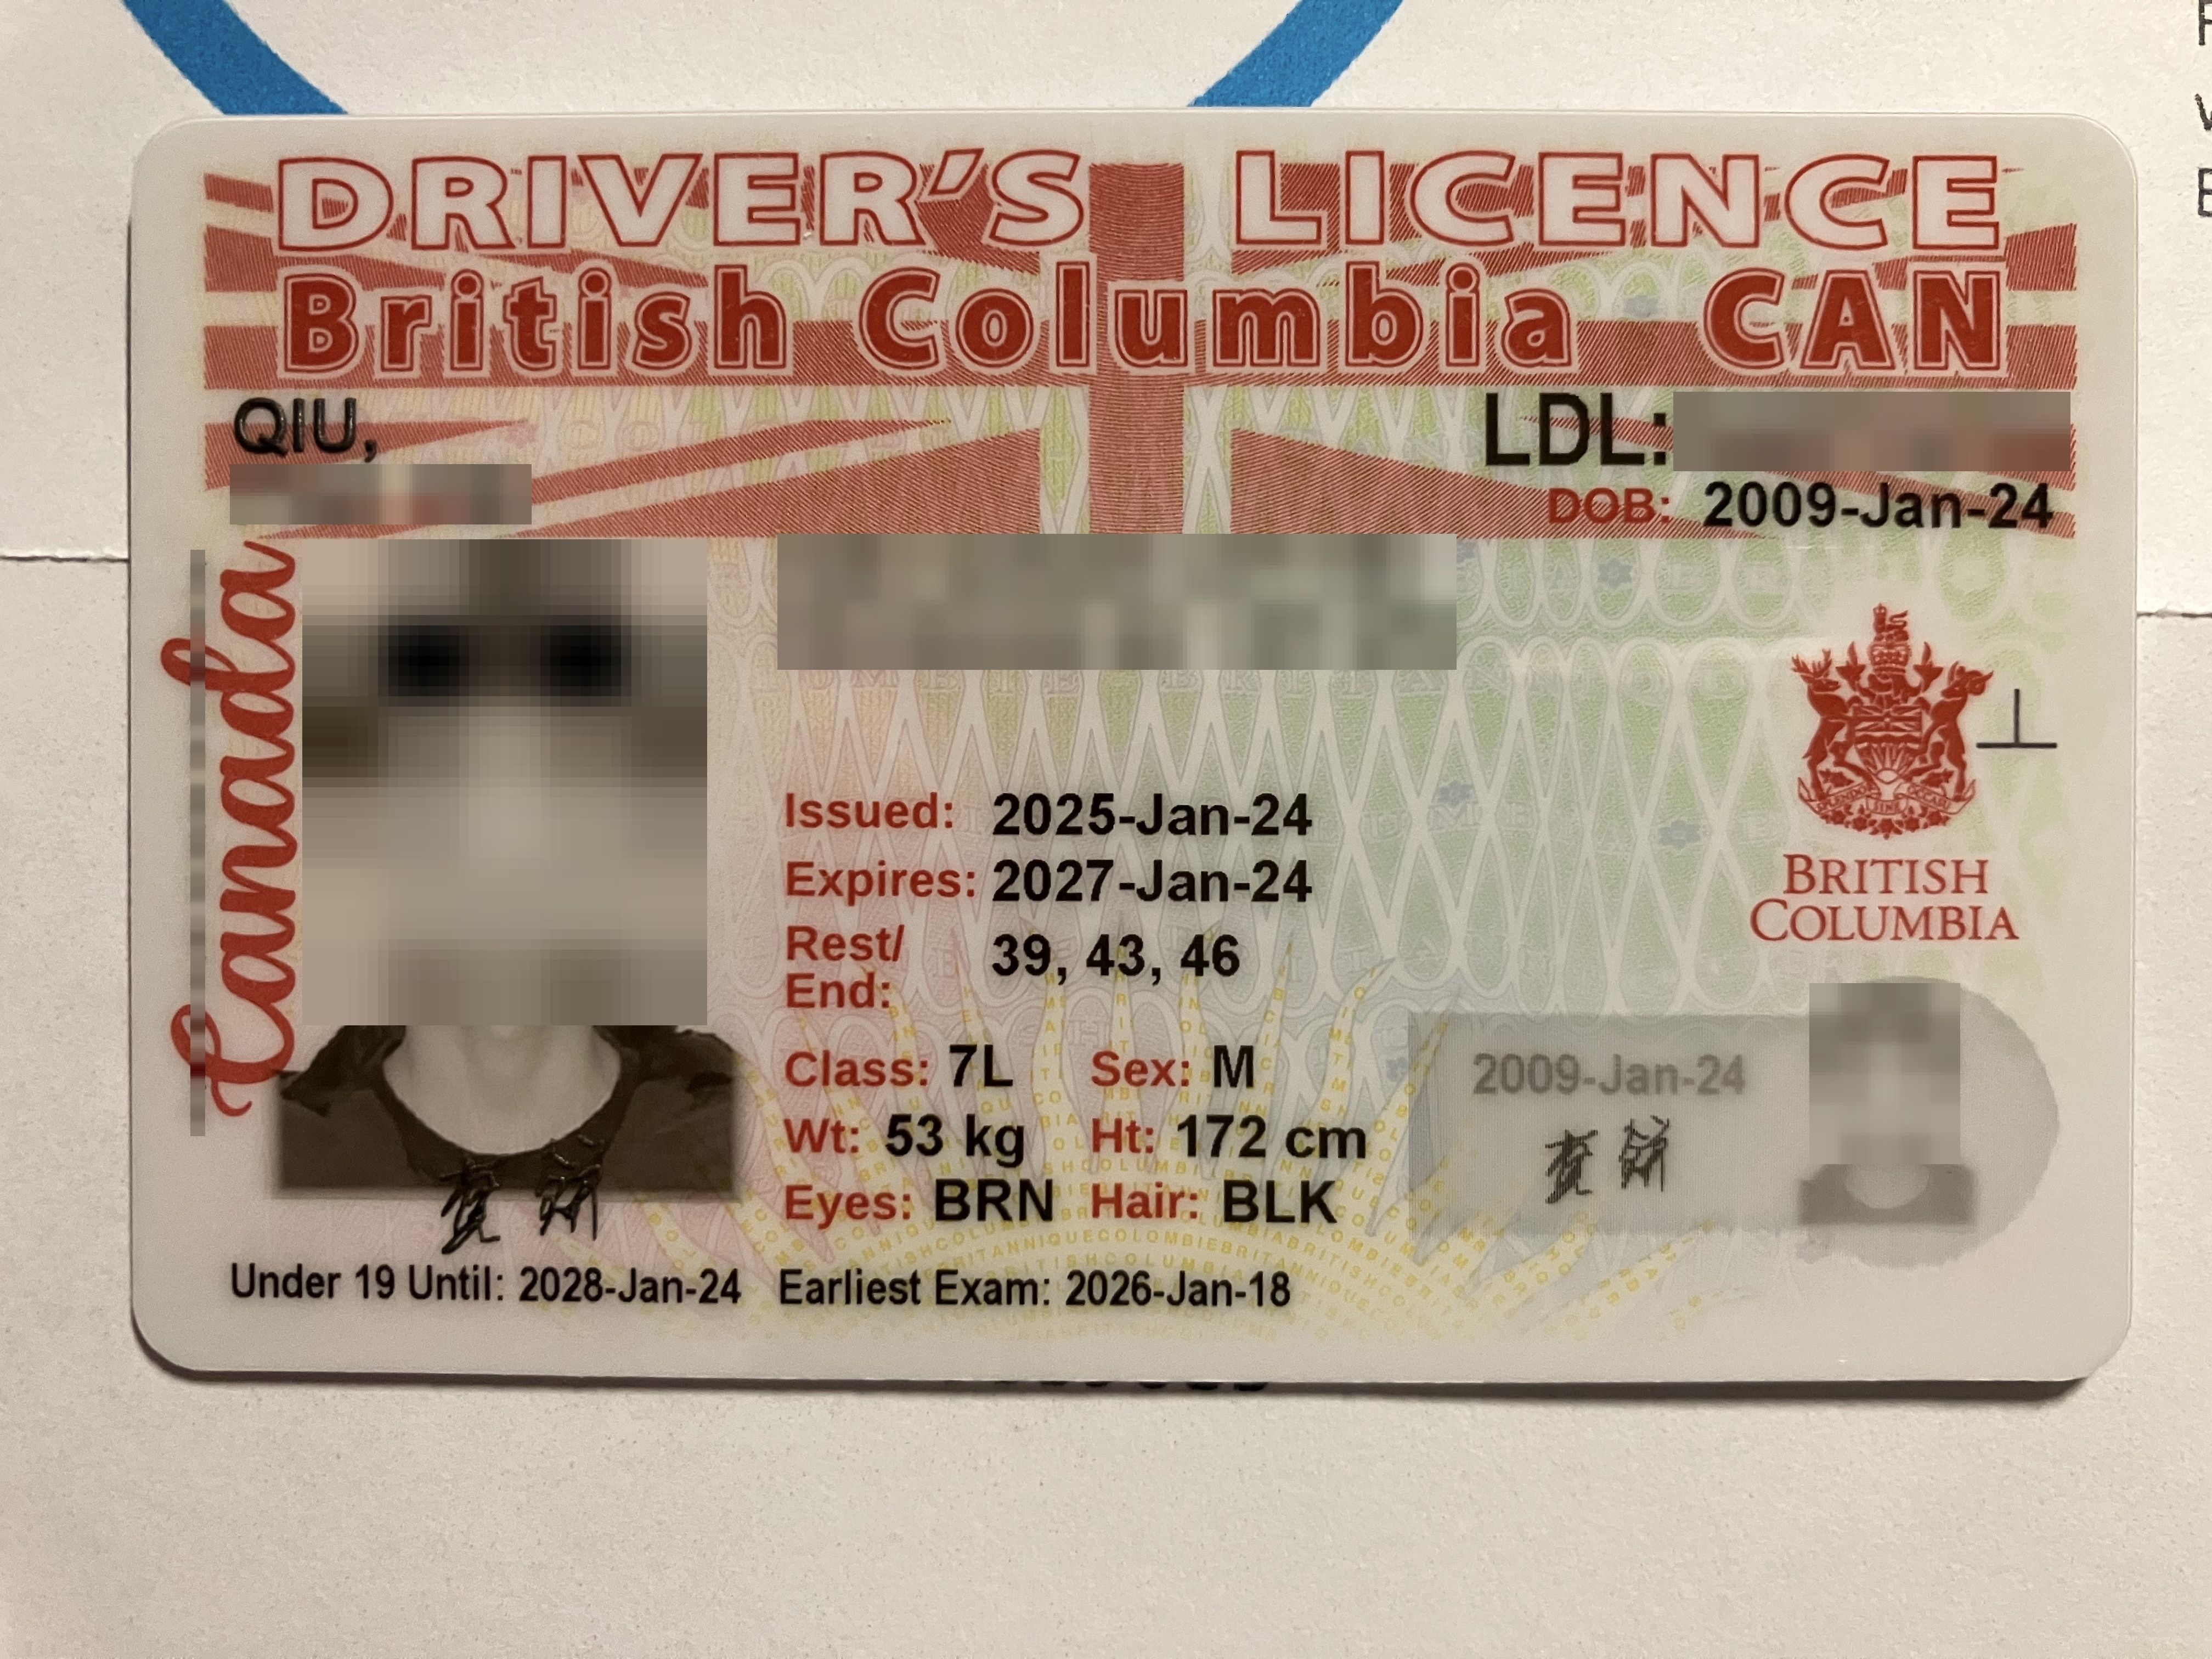 DRIVER'S LICENCE
British Columbia CAN
QIU,
LDL:
DOB: 2009-Jan-24
Canada
Issued: 2025-Jan-24
Expires: 2027-Jan-24
Rest/
End: 39, 43, 46
Class: 7L Sex: M
Wt: 53 kg Ht: 172 cm
Eyes: BRN Hair: BLK
BRITISH
COLUMBIA
2009-Jan-24
Under 19 Until: 2028-Jan-24 Earliest Exam: 2026-Jan-18